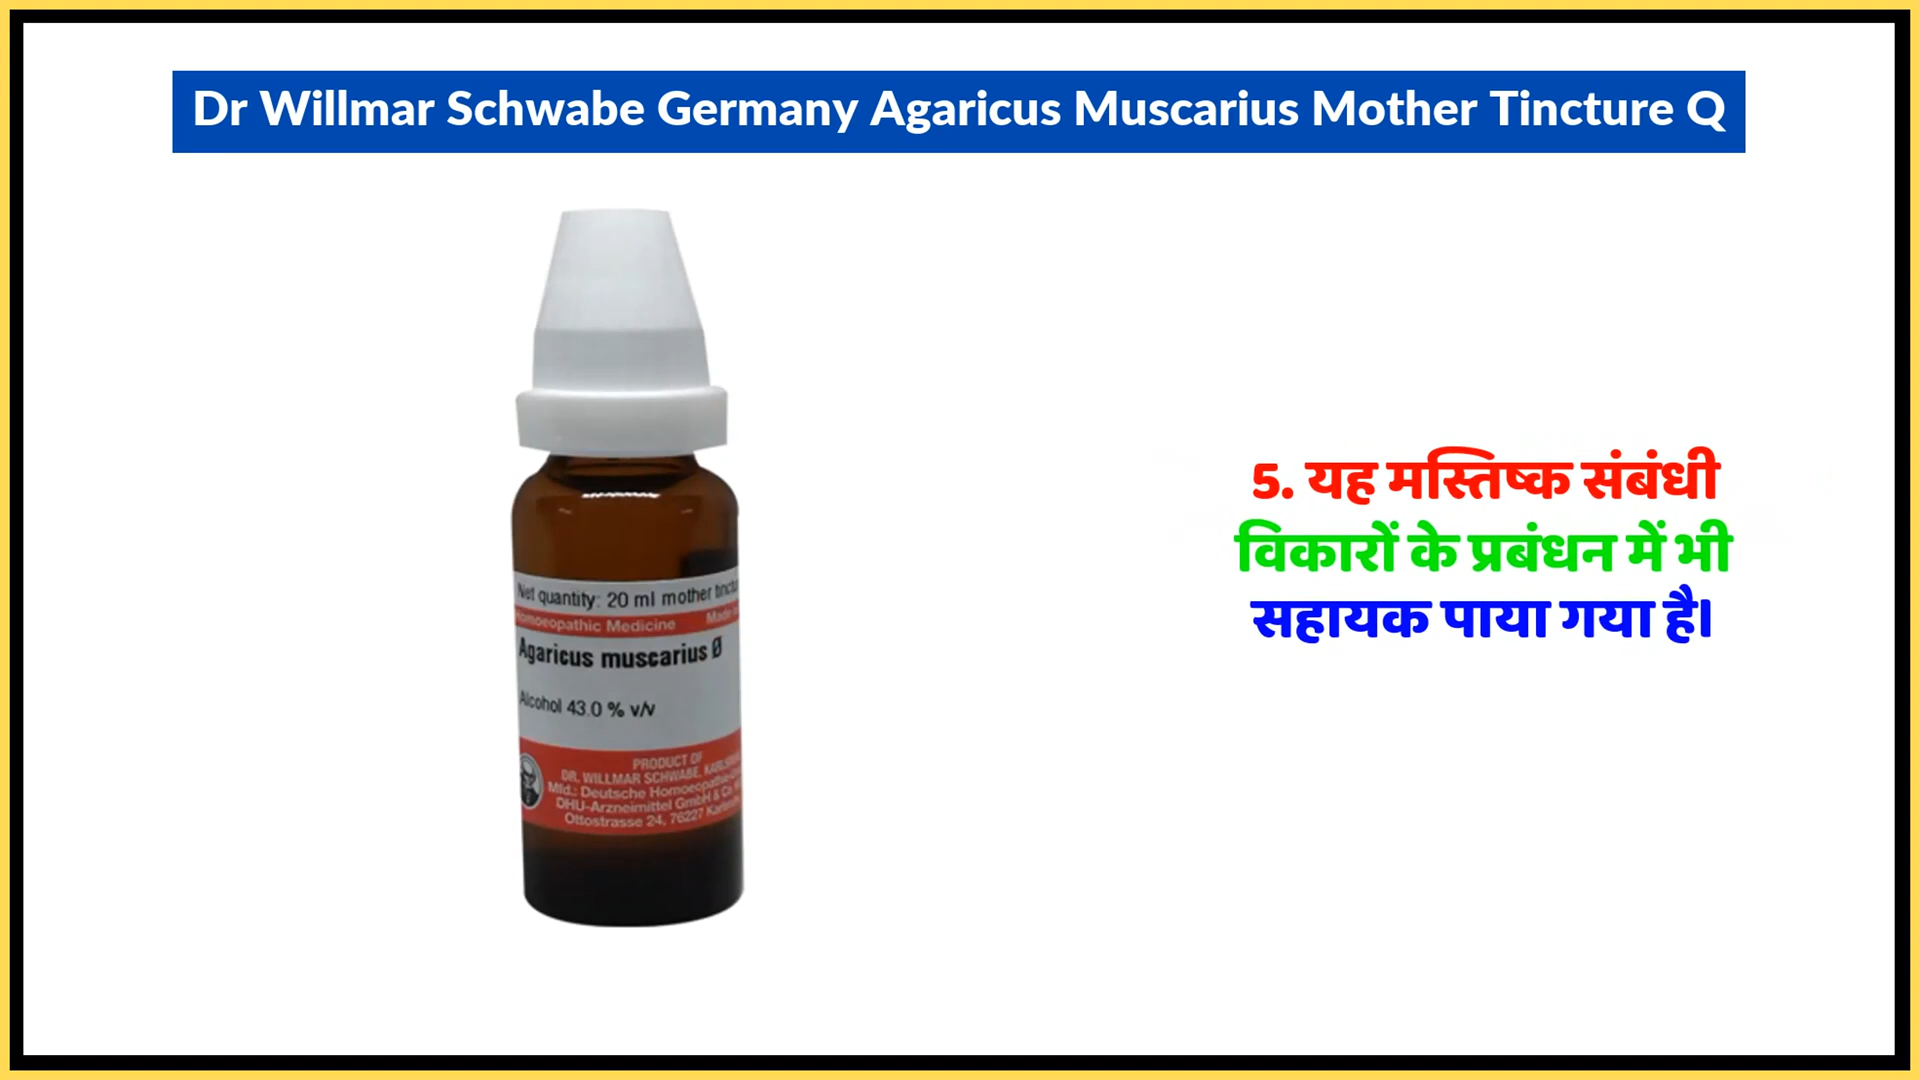 Dr Willmar Schwabe Germany Agaricus Muscarius Mother Tincture Q
Net quantity: 20 ml mother
Homoeopathic Medicine
Agaricus muscarius Ø
Alcohol 43.0 % v/v
PRODUCT OF
DR. WILLMAR SCHWABE,
Mfd.: Deutsche
DHU-Arzneimittel GmbH & Co.
Ottostrasse 24, 76227
5. यह मस्तिष्क संबंधी
विकारों के प्रबंधन में भी
सहायक पाया गया है।